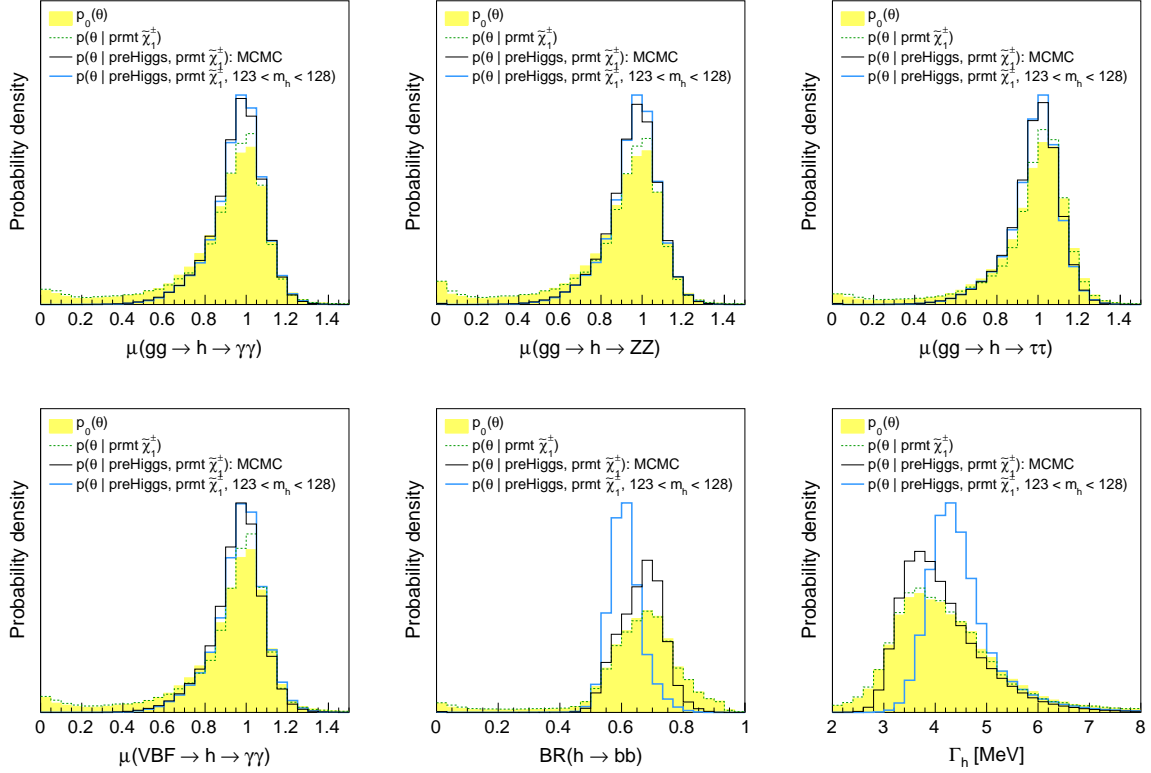 p₀(θ)
p(θ | prmt χ̃₁±)
p(θ | preHiggs, prmt χ̃₁±): MCMC
p(θ | preHiggs, prmt χ̃₁±, 123 < m_h < 128)
Probability density
0 0.2 0.4 0.6 0.8 1 1.2 1.4
μ(gg → h → γγ)
p₀(θ)
p(θ | prmt χ̃₁±)
p(θ | preHiggs, prmt χ̃₁±): MCMC
p(θ | preHiggs, prmt χ̃₁±, 123 < m_h < 128)
Probability density
0 0.2 0.4 0.6 0.8 1 1.2 1.4
μ(gg → h → ZZ)
p₀(θ)
p(θ | prmt χ̃₁±)
p(θ | preHiggs, prmt χ̃₁±): MCMC
p(θ | preHiggs, prmt χ̃₁±, 123 < m_h < 128)
Probability density
0 0.2 0.4 0.6 0.8 1 1.2 1.4
μ(gg → h → ττ)
p₀(θ)
p(θ | prmt χ̃₁±)
p(θ | preHiggs, prmt χ̃₁±): MCMC
p(θ | preHiggs, prmt χ̃₁±, 123 < m_h < 128)
Probability density
0 0.2 0.4 0.6 0.8 1 1.2 1.4
μ(VBF → h → γγ)
p₀(θ)
p(θ | prmt χ̃₁±)
p(θ | preHiggs, prmt χ̃₁±): MCMC
p(θ | preHiggs, prmt χ̃₁±, 123 < m_h < 128)
Probability density
0 0.2 0.4 0.6 0.8 1
BR(h → bb)
p₀(θ)
p(θ | prmt χ̃₁±)
p(θ | preHiggs, prmt χ̃₁±): MCMC
p(θ | preHiggs, prmt χ̃₁±, 123 < m_h < 128)
Probability density
2 3 4 5 6 7 8
Γ_h [MeV]